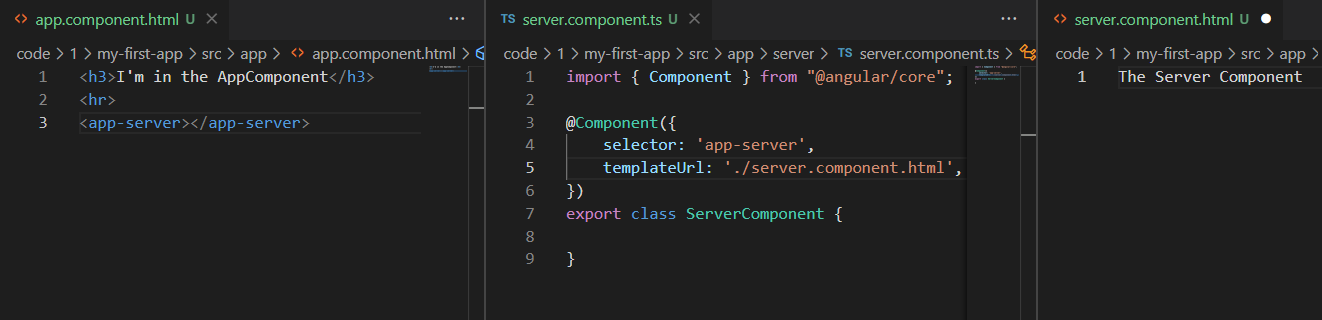 app.component.html U
code > 1 > my-first-app > src > app > app.component.html >
1 <h3>I'm in the AppComponent</h3>
2 <hr>
3 <app-server></app-server>
TS server.component.ts U
code > 1 > my-first-app > src > app > server > TS server.component.ts >
1 import { Component } from "@angular/core";
2
3 @Component({
4     selector: 'app-server',
5     templateUrl: './server.component.html',
6 })
7 export class ServerComponent {
8
9 }
server.component.html U
code > 1 > my-first-app > src > app >
1 The Server Component